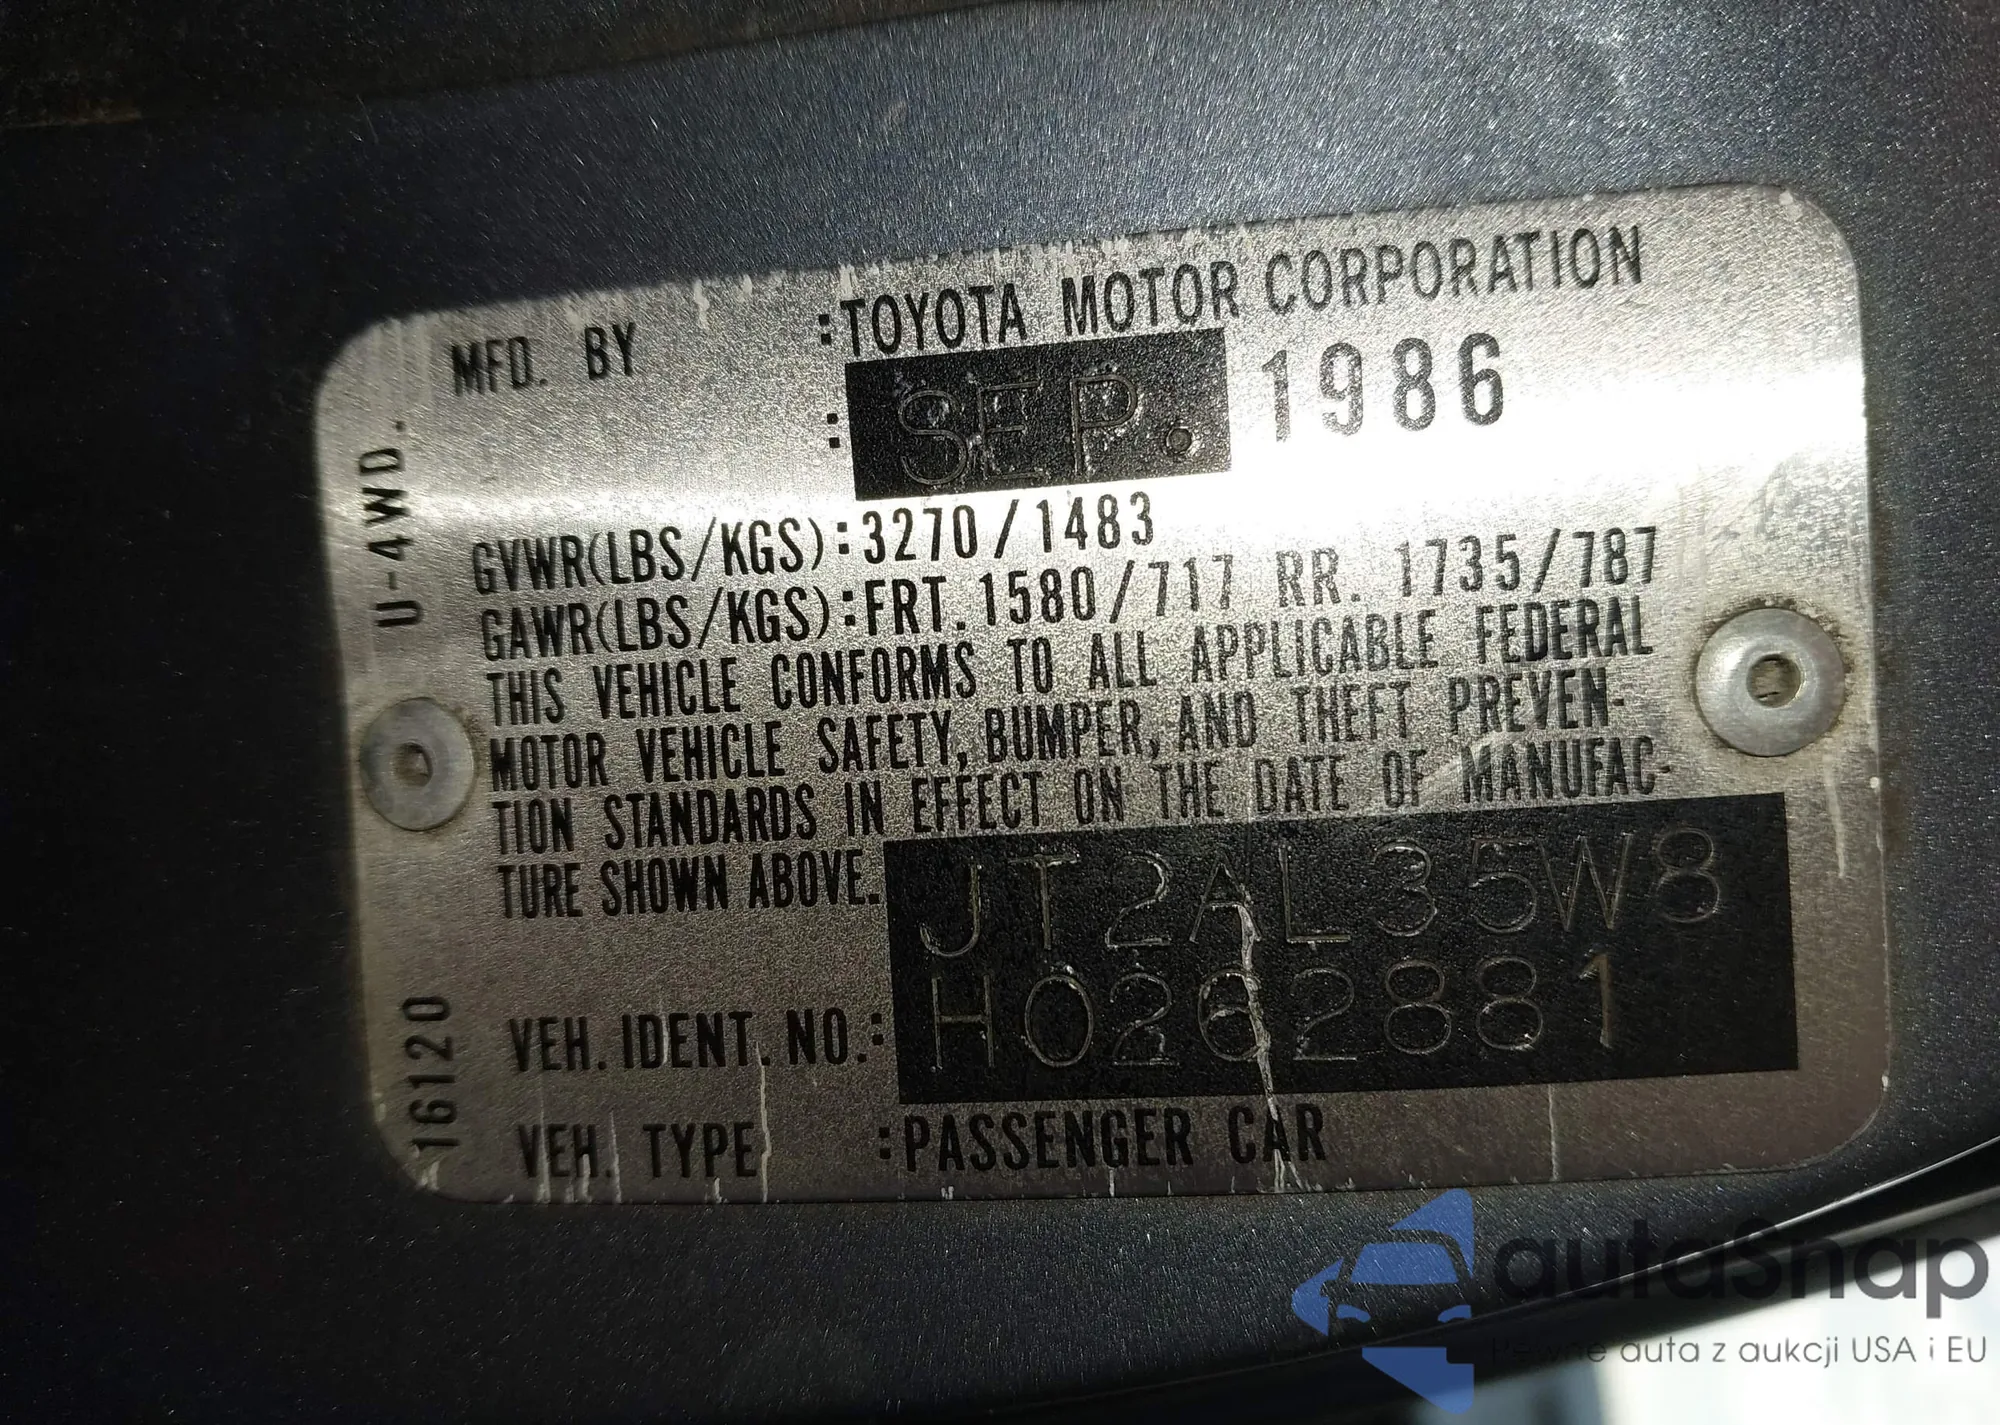 MFD. BY :TOYOTA MOTOR CORPORATION
: SEP. 1986
GVWR(LBS/KGS):3270/1483
GAWR(LBS/KGS):FRT.1580/717 RR. 1735/787
THIS VEHICLE CONFORMS TO ALL APPLICABLE FEDERAL
MOTOR VEHICLE SAFETY, BUMPER, AND THEFT PREVEN-
TION STANDARDS IN EFFECT ON THE DATE OF MANUFAC-
TURE SHOWN ABOVE.
JT2AL35W8
VEH. IDENT. NO.: H0262881
VEH. TYPE :PASSENGER CAR
U-4WD.
16120
autoSnap
Pewne auta z aukcji USA i EU